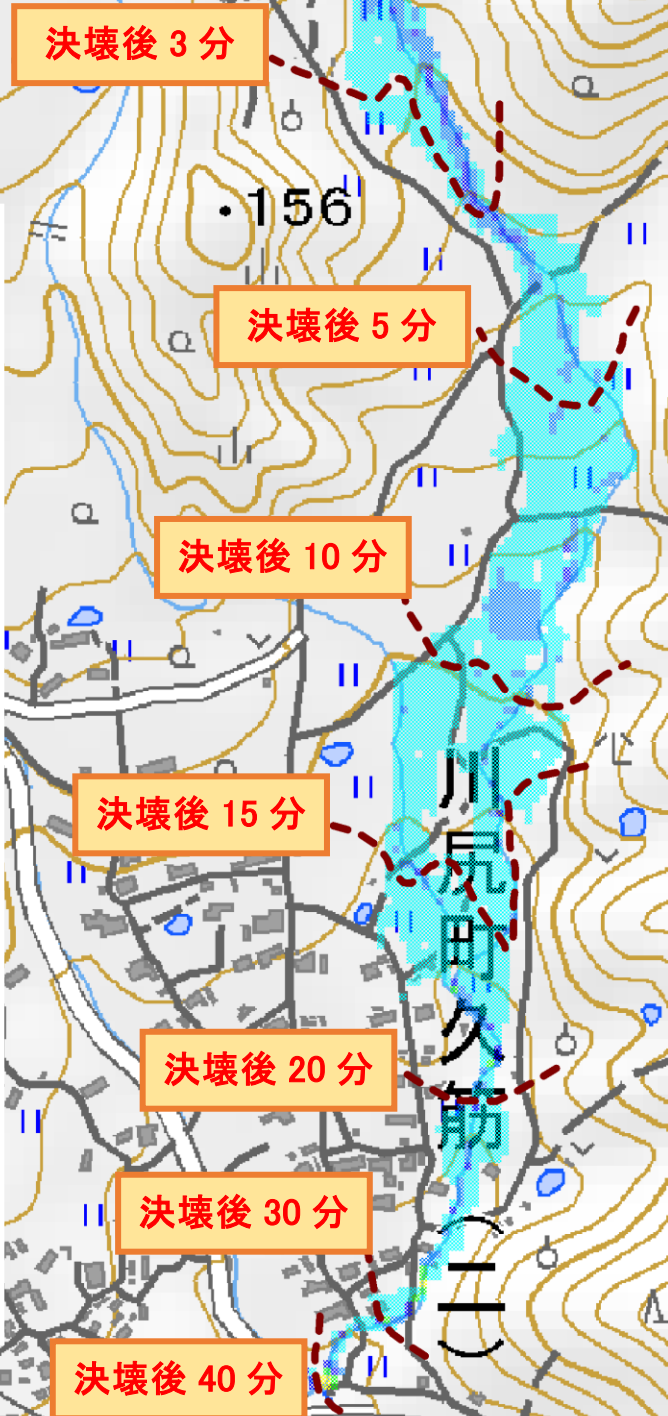 決壊後 3 分
156
決壊後 5 分
決壊後 10 分
決壊後 15 分
川尻町久筋(二)
決壊後 20 分
決壊後 30 分
決壊後 40 分